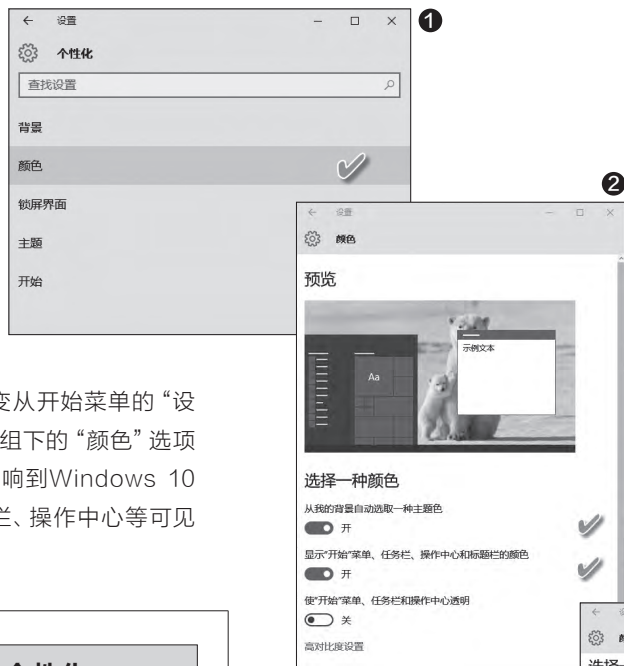 设置
❶
个性化
查找设置
背景
颜色
锁屏界面
主题
开始
变从开始菜单的“设
组下的“颜色”选项
响到Windows 10
栏、操作中心等可见
❷
设置
颜色
预览
示例文本
Aa
选择一种颜色
从我的背景自动选取一种主题色
开
显示“开始”菜单、任务栏、操作中心和标题栏的颜色
开
使“开始”菜单、任务栏和操作中心透明
关
高对比度设置